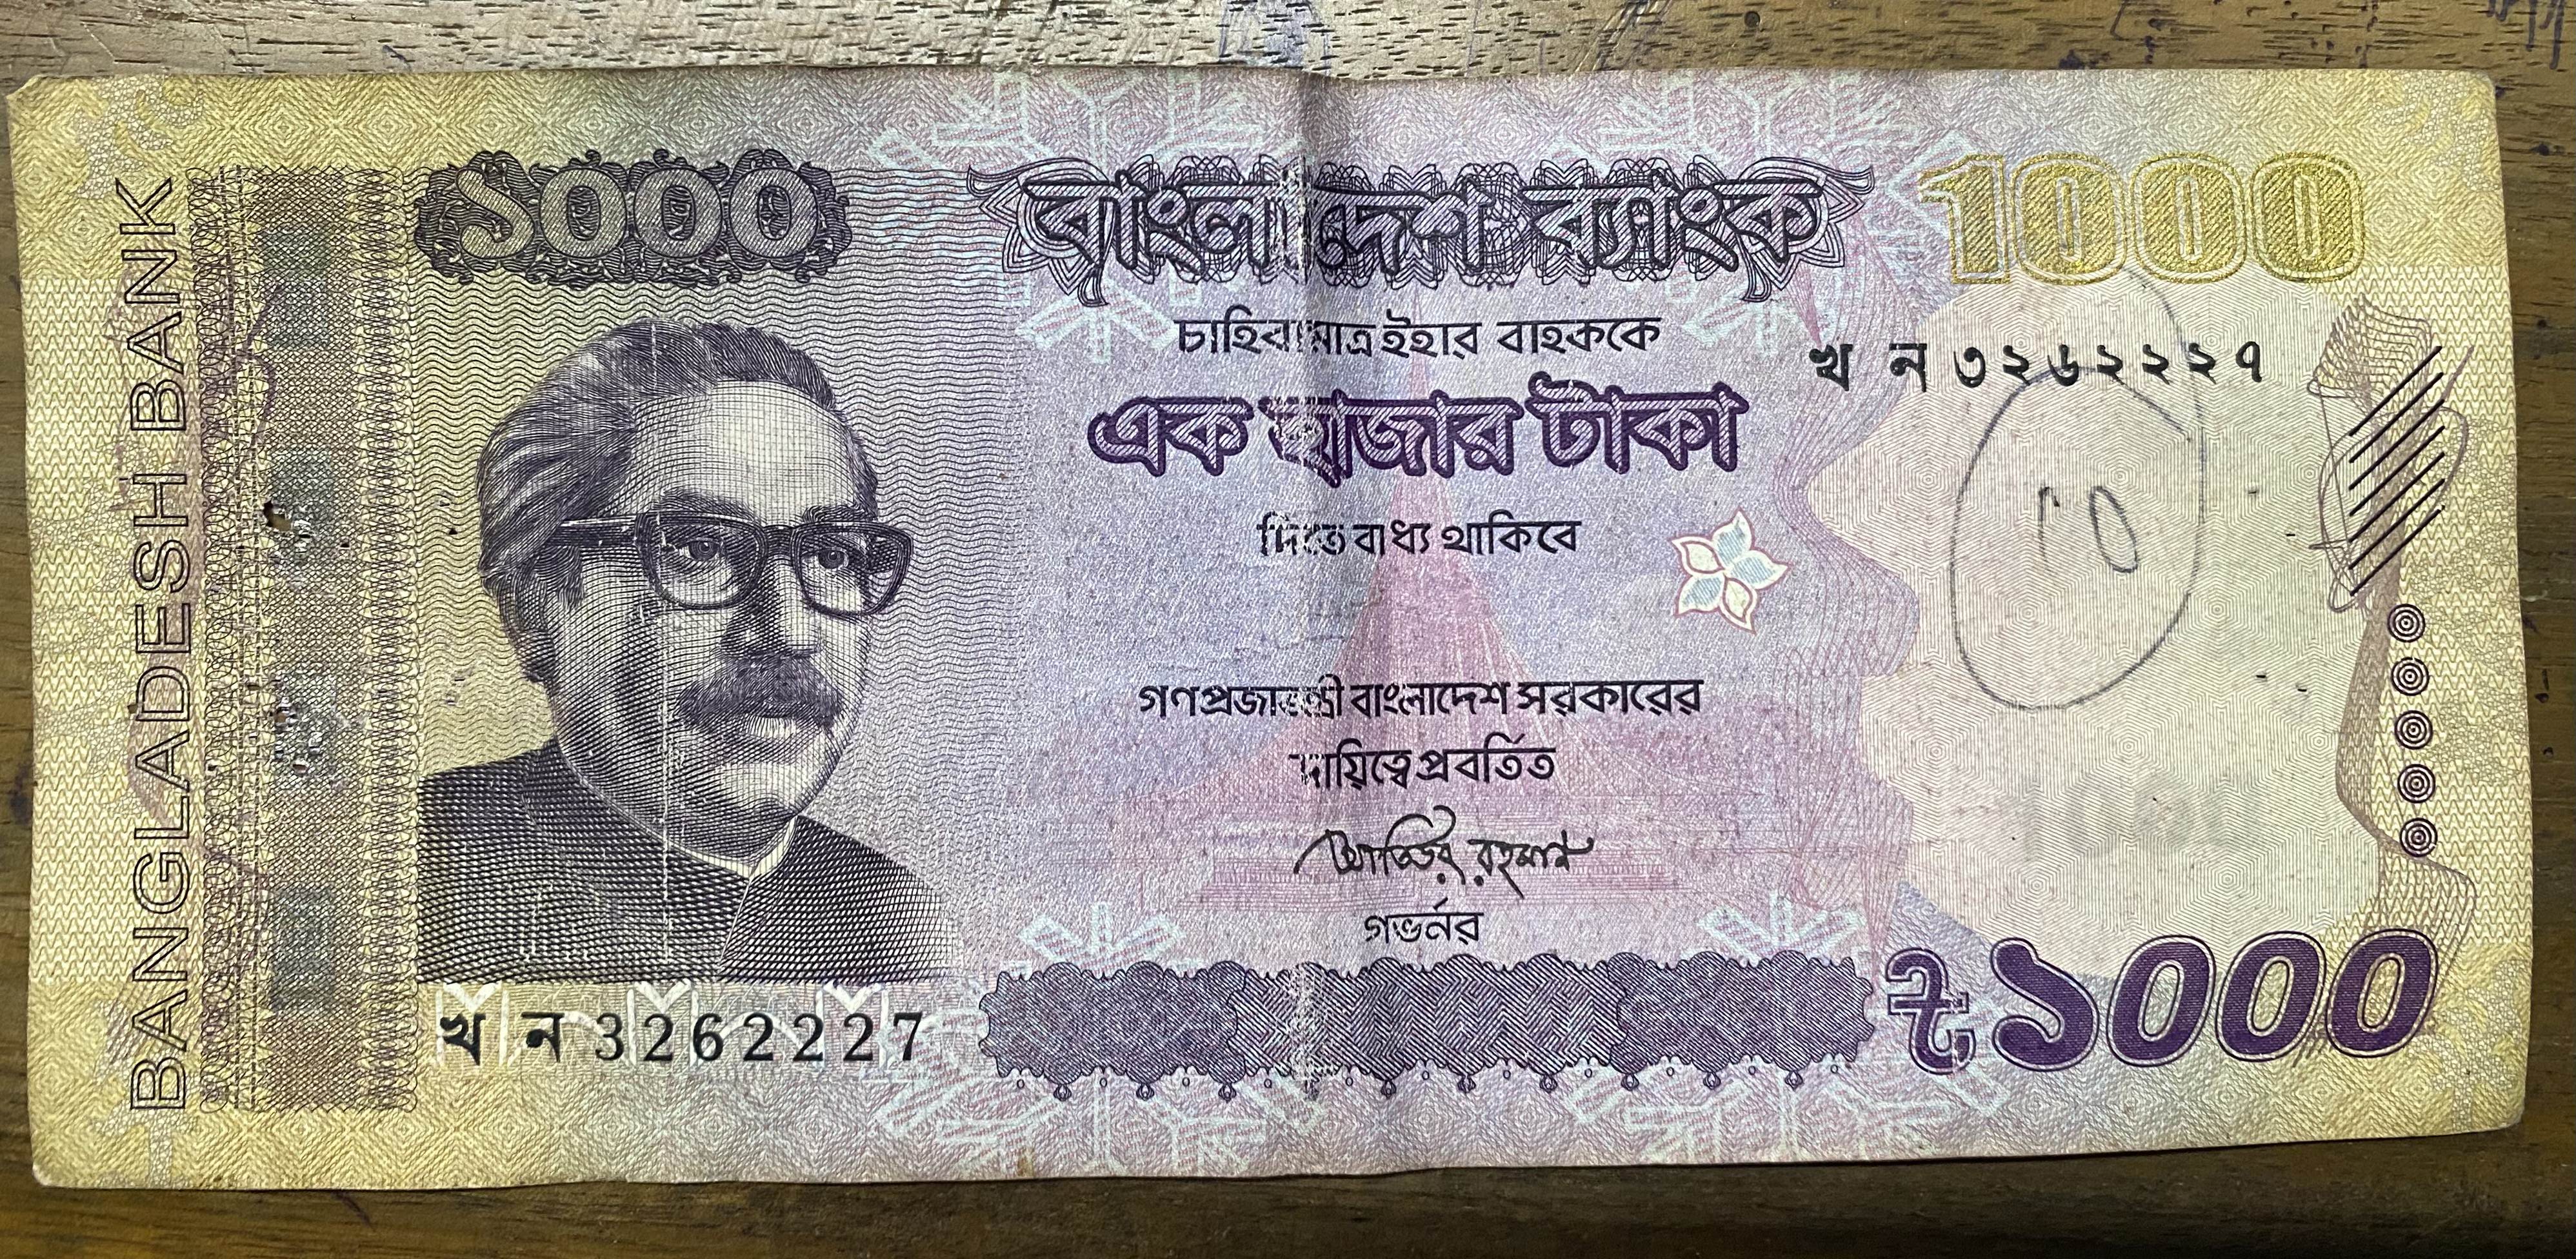 BANGLADESH BANK
১০০০
বাংলাদেশ ব্যাংক
1000
চাহিবামাত্র ইহার বাহককে
খ ন ৩২৬২২২৭
এক হাজার টাকা
১০
দিতে বাধ্য থাকিবে
গণপ্রজাতন্ত্রী বাংলাদেশ সরকারের
দায়িত্বে প্রবর্তিত
আতিউর রহমান
গভর্নর
খ ন 3262227
৳১০০০